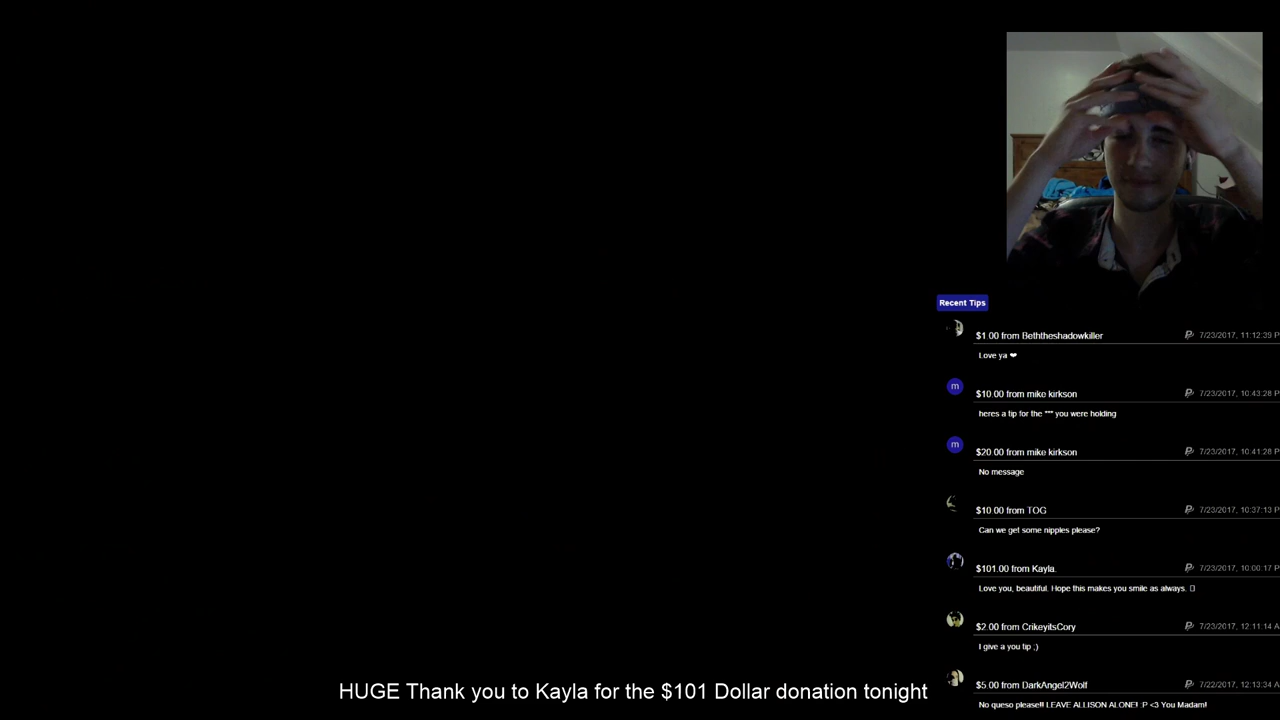 Recent Tips
$1.00 from Beththeshadowkiller 7/23/2017, 11:12:39 P
Love ya ❤
m
$10.00 from mike kirkson 7/23/2017, 10:43:28 P
heres a tip for the *** you were holding
m
$20.00 from mike kirkson 7/23/2017, 10:41:28 P
No message
$10.00 from TOG 7/23/2017, 10:37:13 P
Can we get some nipples please?
$101.00 from Kayla. 7/23/2017, 10:00:17 P
Love you, beautiful. Hope this makes you smile as always.
$2.00 from CrikeyitsCory 7/23/2017, 12:11:14 A
I give a you tip ;)
$5.00 from DarkAngel2Wolf 7/22/2017, 12:13:34 A
No queso please!! LEAVE ALLISON ALONE! :P <3 You Madam!
HUGE Thank you to Kayla for the $101 Dollar donation tonight